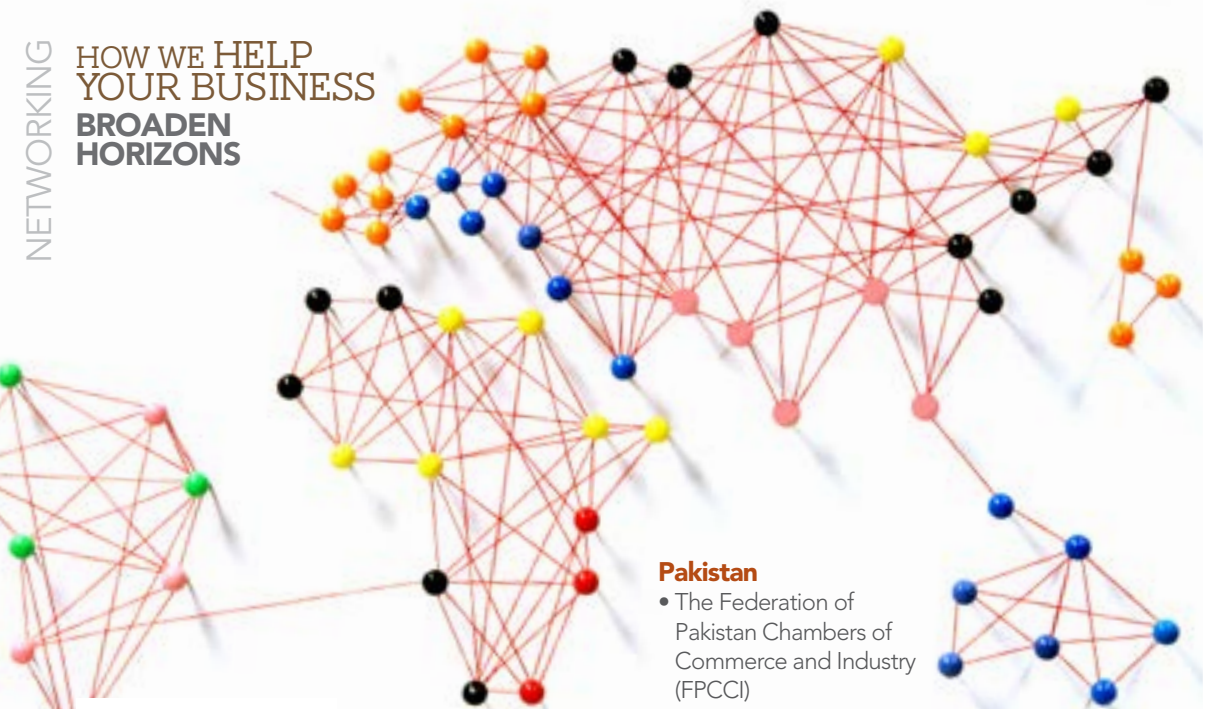 NETWORKING
HOW WE HELP
YOUR BUSINESS
BROADEN
HORIZONS
Pakistan
• The Federation of
Pakistan Chambers of
Commerce and Industry
(FPCCI)